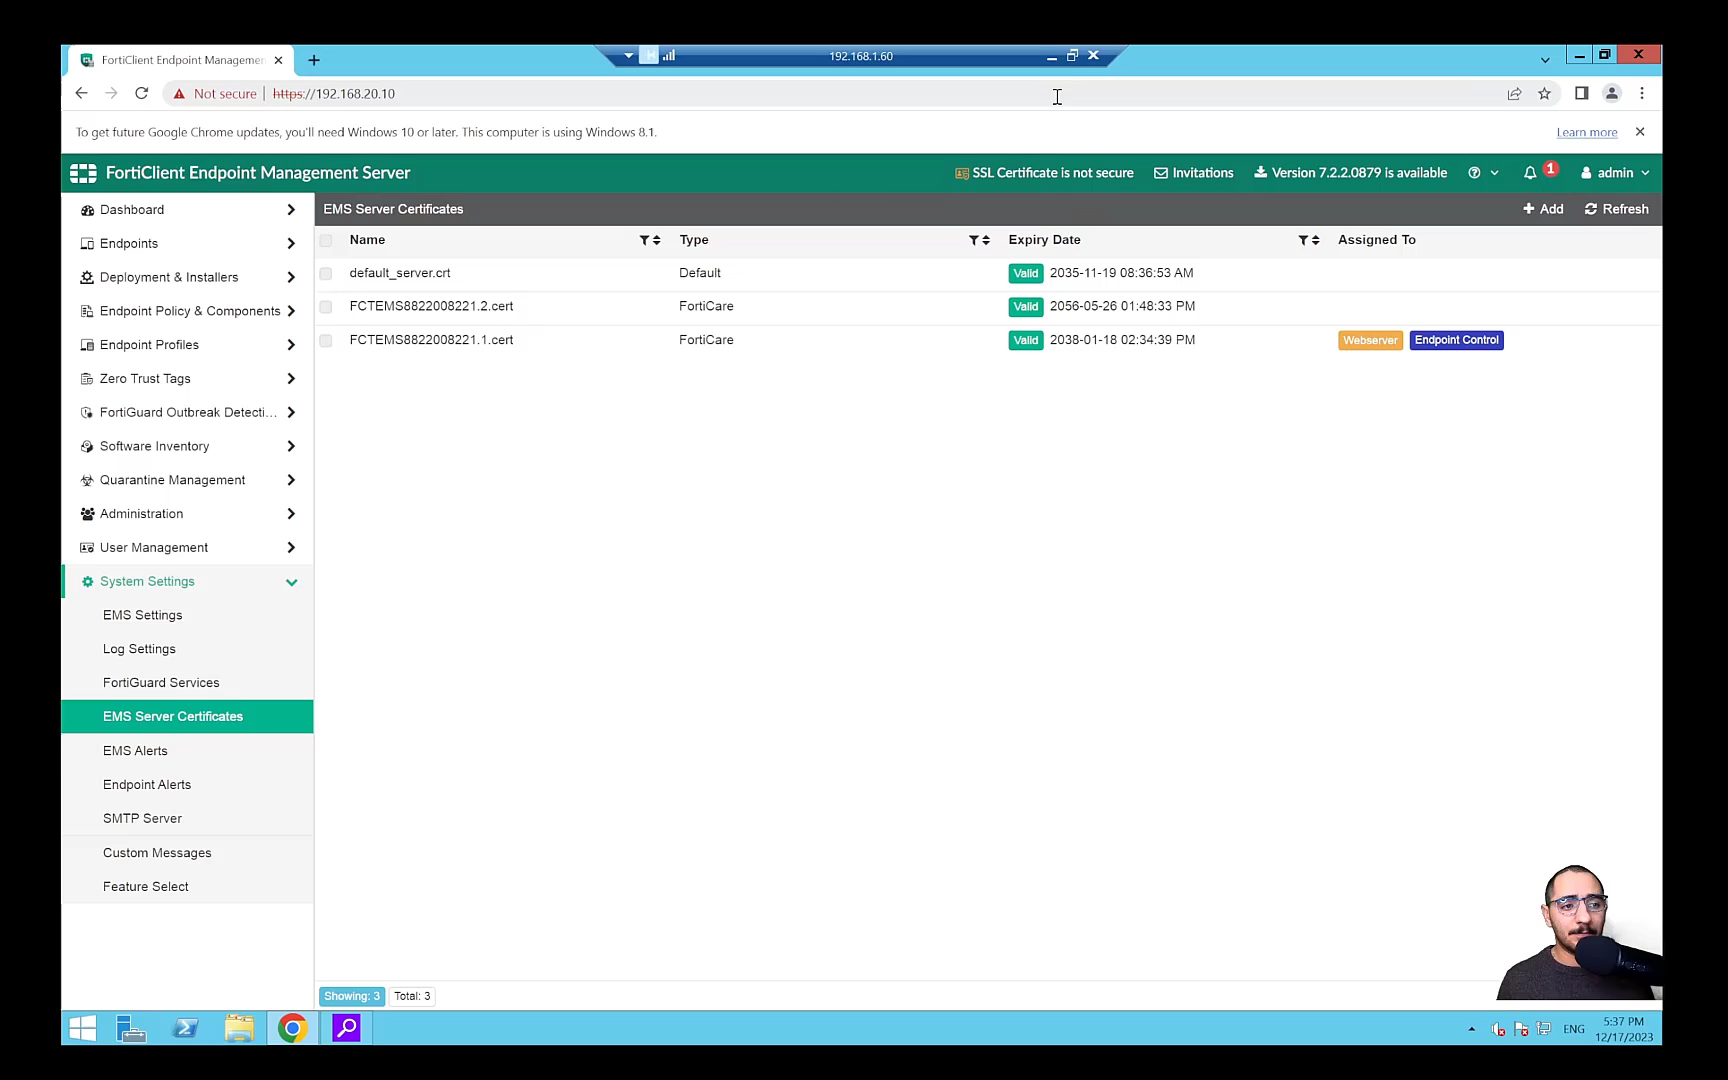 FortiClient Endpoint Managemen
192.168.1.60
Not secure | https://192.168.20.10
To get future Google Chrome updates, you'll need Windows 10 or later. This computer is using Windows 8.1.
Learn more
FortiClient Endpoint Management Server
SSL Certificate is not secure
Invitations
Version 7.2.2.0879 is available
1
admin
Dashboard
Endpoints
Deployment & Installers
Endpoint Policy & Components
Endpoint Profiles
Zero Trust Tags
FortiGuard Outbreak Detecti...
Software Inventory
Quarantine Management
Administration
User Management
System Settings
EMS Settings
Log Settings
FortiGuard Services
EMS Server Certificates
EMS Alerts
Endpoint Alerts
SMTP Server
Custom Messages
Feature Select
EMS Server Certificates
Add
Refresh
Name Type Expiry Date Assigned To
default_server.crt Default Valid 2035-11-19 08:36:53 AM
FCTEMS8822008221.2.cert FortiCare Valid 2056-05-26 01:48:33 PM
FCTEMS8822008221.1.cert FortiCare Valid 2038-01-18 02:34:39 PM Webserver Endpoint Control
Showing: 3 Total: 3
ENG
5:37 PM
12/17/2023